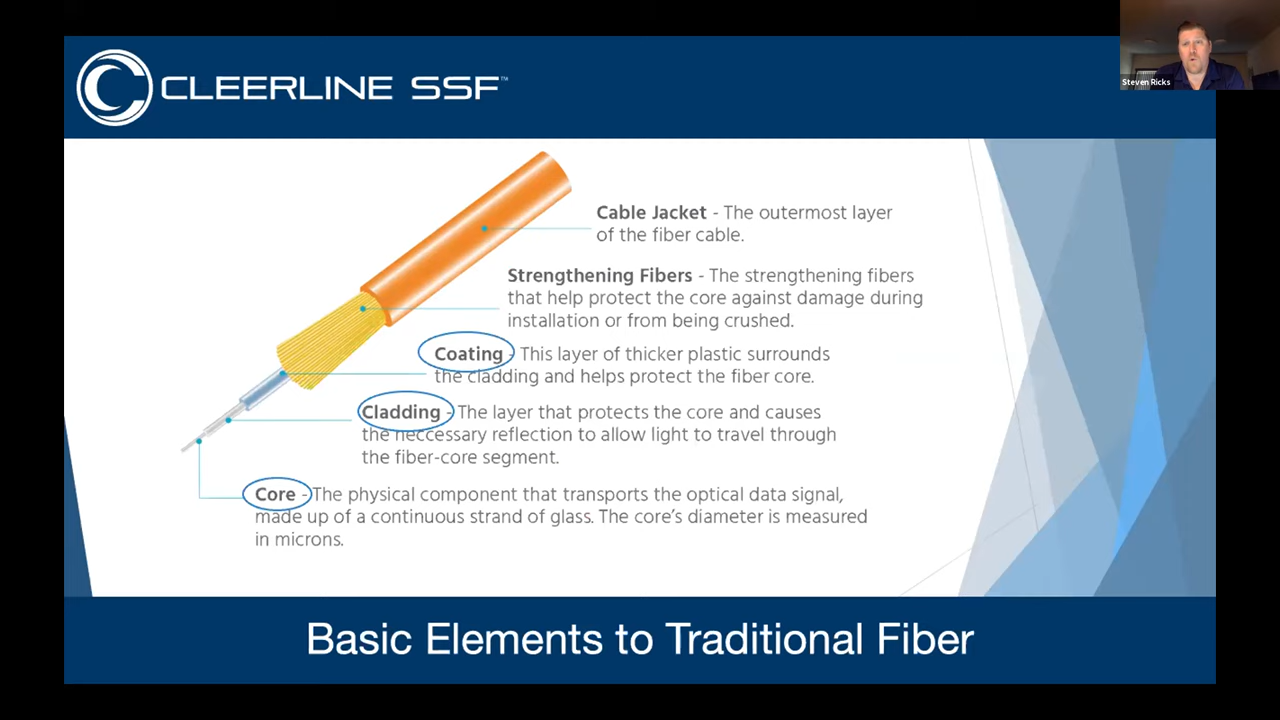 CLEERLINE SSF™
Steven Ricks
Cable Jacket - The outermost layer
of the fiber cable.
Strengthening Fibers - The strengthening fibers
that help protect the core against damage during
installation or from being crushed.
Coating - This layer of thicker plastic surrounds
the cladding and helps protect the fiber core.
Cladding - The layer that protects the core and causes
the neccessary reflection to allow light to travel through
the fiber-core segment.
Core - The physical component that transports the optical data signal,
made up of a continuous strand of glass. The core's diameter is measured
in microns.
Basic Elements to Traditional Fiber